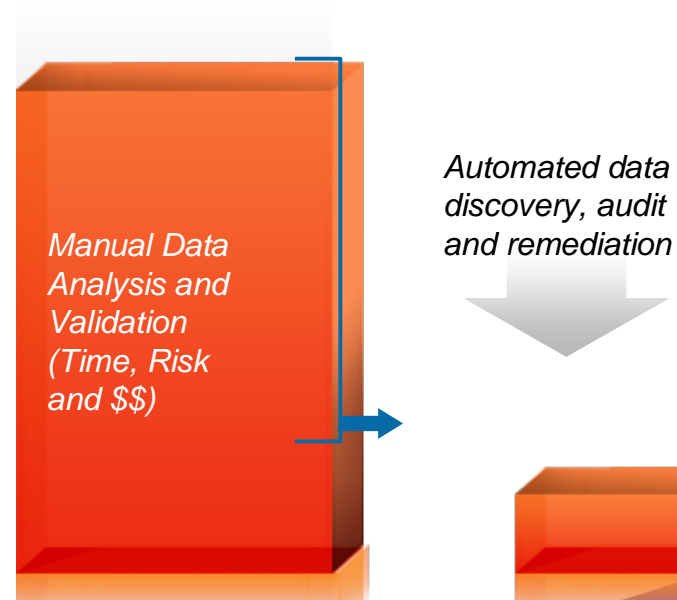 Manual Data
Analysis and
Validation
(Time, Risk
and $$)
Automated data
discovery, audit
and remediation